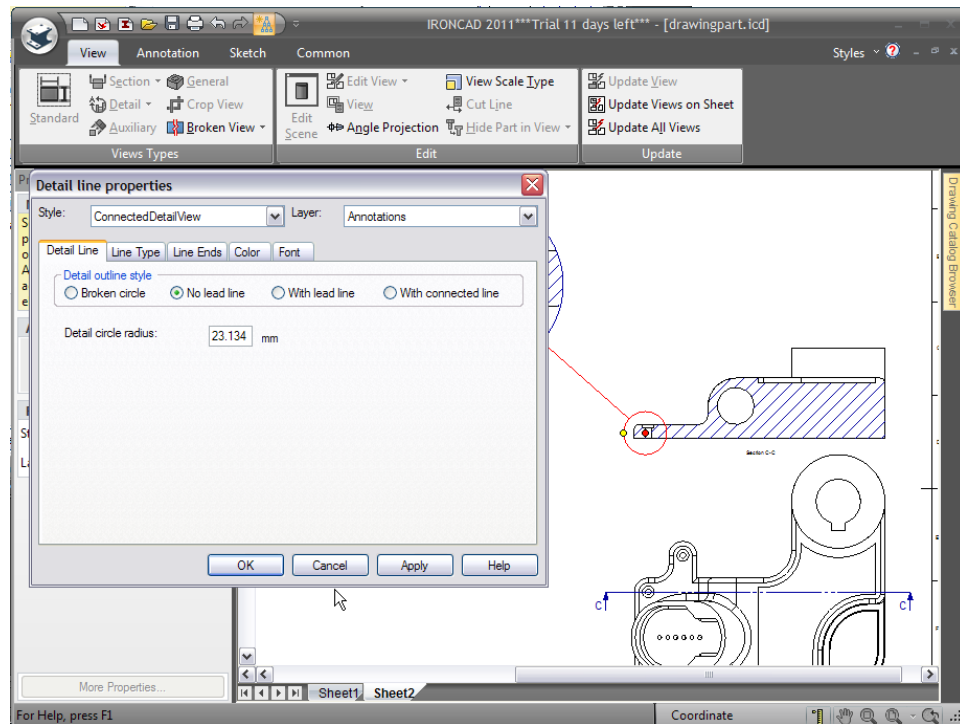 IRONCAD 2011***Trial 11 days left*** - [drawingpart.icd]
View Annotation Sketch Common Styles
Standard
Section General
Detail Crop View
Auxiliary Broken View
Views Types
Edit Scene
Edit View View Scale Type
View Cut Line
Angle Projection Hide Part in View
Edit
Update View
Update Views on Sheet
Update All Views
Update
Detail line properties
Style: ConnectedDetailView Layer: Annotations
Detail Line Line Type Line Ends Color Font
Detail outline style
Broken circle No lead line With lead line With connected line
Detail circle radius: 23.134 mm
OK Cancel Apply Help
Drawing Catalog Browser
Section C-C
C C
More Properties...
Sheet1 Sheet2
For Help, press F1 Coordinate